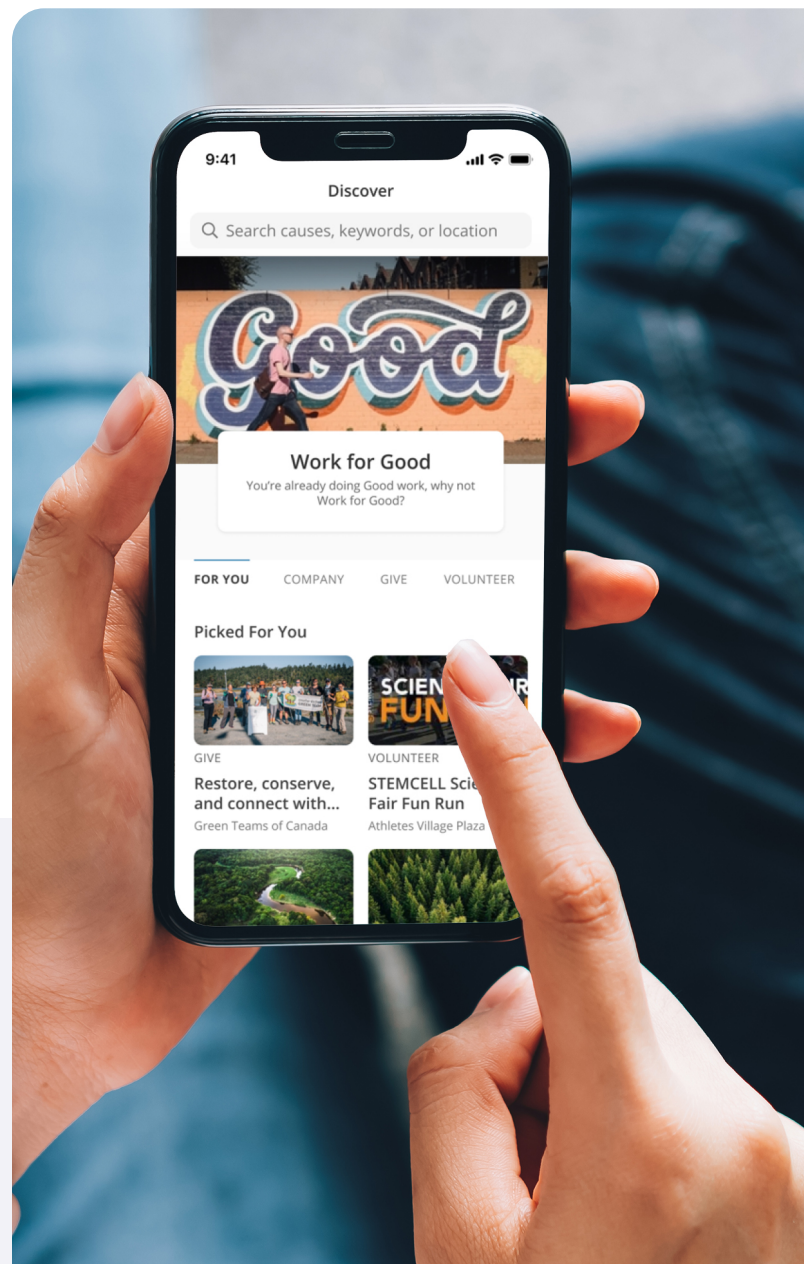 9:41
Discover
Search causes, keywords, or location
Good
Work for Good
You're already doing Good work, why not
Work for Good?
FOR YOU COMPANY GIVE VOLUNTEER
Picked For You
SCIEN
FUN
GIVE VOLUNTEER
Restore, conserve, STEMCELL
and connect with... Fair Fun Run
Green Teams of Canada Athletes Village Plaza